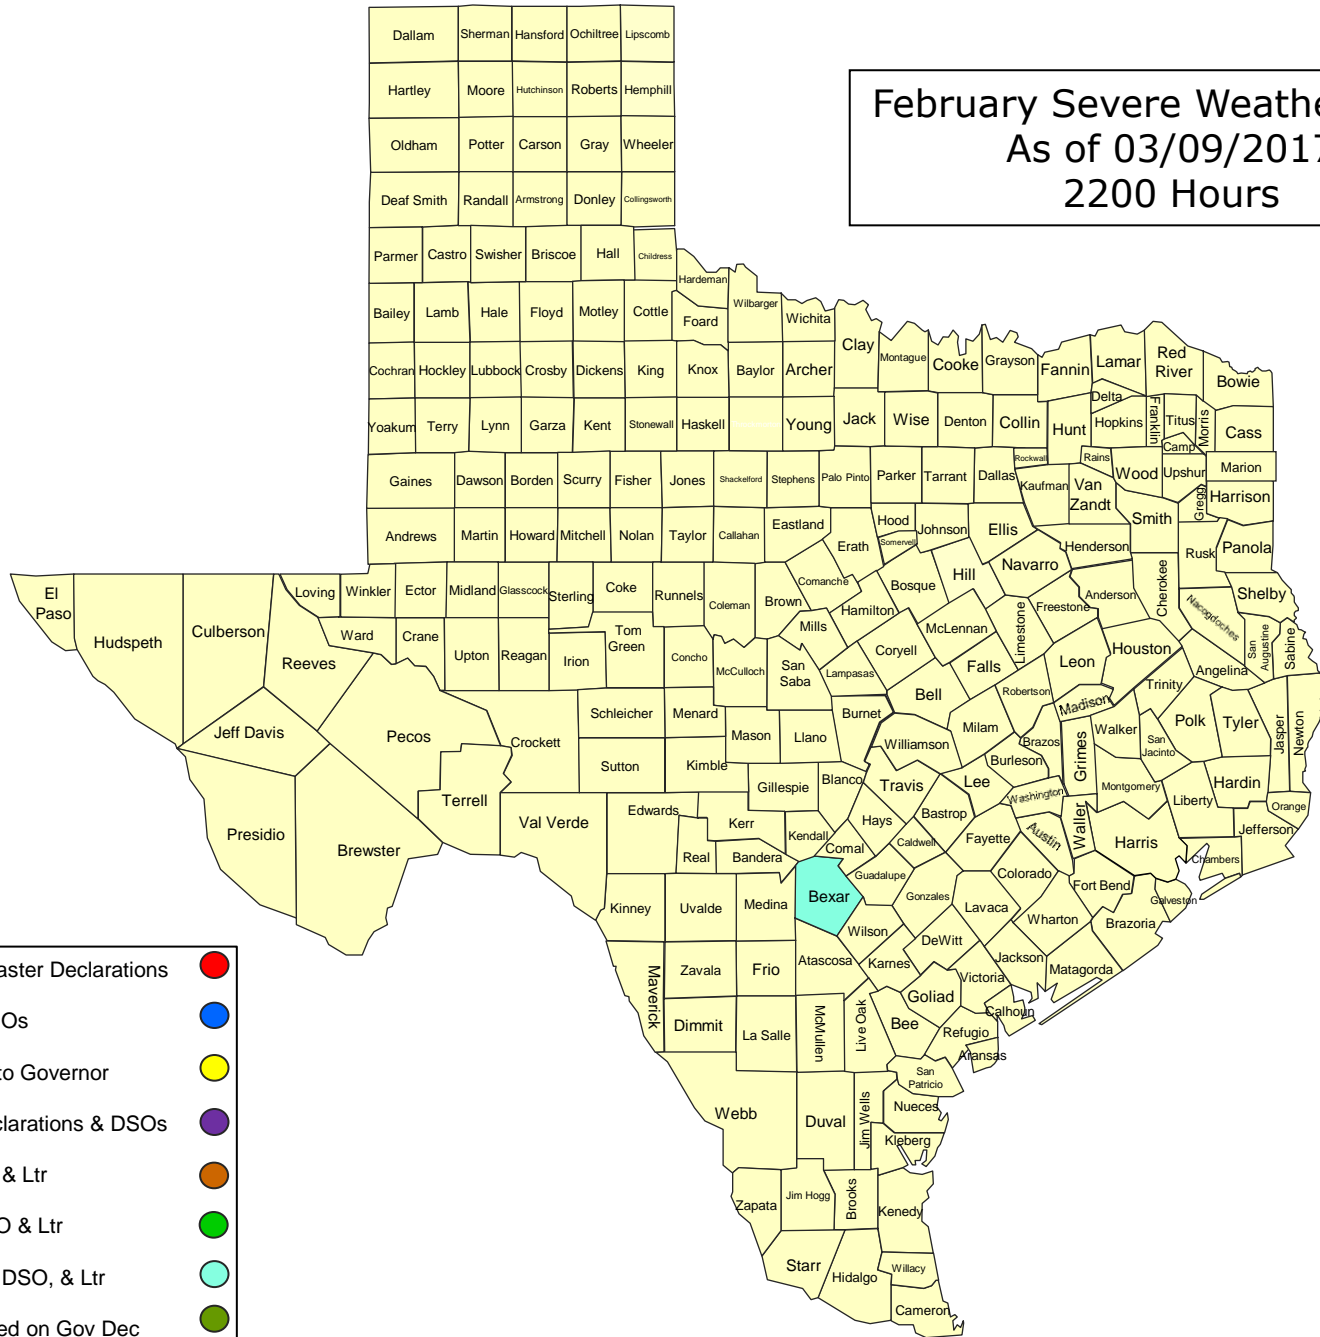 Dallam Sherman Hansford Ochiltree Lipscomb
Hartley Moore Hutchinson Roberts Hemphill
February Severe Weathe
As of 03/09/2017
2200 Hours
Oldham Potter Carson Gray Wheeler
Deaf Smith Randall Armstrong Donley Collingsworth
Parmer Castro Swisher Briscoe Hall Childress
Hardeman
Bailey Lamb Hale Floyd Motley Cottle Foard Wilbarger Wichita
Clay Montague Cooke Grayson Fannin Lamar Red
River Bowie
Cochran Hockley Lubbock Crosby Dickens King Knox Baylor Archer
Delta
Yoakum Terry Lynn Garza Kent Stonewall Haskell Young Jack Wise Denton Collin Hunt Hopkins Franklin Titus Morris Cass
Camp
Rockwall Rains
Gaines Dawson Borden Scurry Fisher Jones Shackelford Stephens Palo Pinto Parker Tarrant Dallas Kaufman Van
Zandt Wood Upshur Marion
Gregg Harrison
Andrews Martin Howard Mitchell Nolan Taylor Callahan Eastland Erath Hood Somervell Johnson Ellis Henderson Smith Rusk Panola
El
Paso Hudspeth Culberson Loving Winkler Ector Midland Glasscock Sterling Coke Runnels Coleman Brown Comanche Hamilton Bosque Hill Navarro Freestone Anderson Cherokee Nacogdoches Shelby
Reeves Ward Crane Upton Reagan Irion Tom
Green Concho McCulloch San
Saba Mills Lampasas Coryell McLennan Limestone Falls Leon Houston Angelina San
Augustine Sabine
Jeff Davis Pecos Crockett Schleicher Menard Mason Llano Burnet Bell Milam Robertson Madison Trinity
Walker San
Jacinto Polk Tyler Jasper Newton
Presidio Brewster Terrell Val Verde Sutton Kimble Gillespie Blanco Williamson Travis Lee Burleson Brazos Grimes Montgomery Liberty Hardin Orange
Edwards Kerr Kendall Hays Bastrop Washington Waller Harris Jefferson
Real Bandera Comal Caldwell Fayette Austin Chambers
Kinney Uvalde Medina Bexar Guadalupe Gonzales Lavaca Colorado Fort Bend Galveston
Wilson DeWitt Wharton Brazoria
Maverick Zavala Frio Atascosa Karnes Victoria Jackson Matagorda
Dimmit La Salle McMullen Live Oak Bee Goliad Refugio Calhoun
Aransas
San
Patricio
Webb Duval Jim Wells Nueces
Kleberg
Zapata Jim Hogg Brooks Kenedy
Starr Hidalgo Willacy
Cameron
aster Declarations
Os
to Governor
clarations & DSOs
& Ltr
O & Ltr
DSO, & Ltr
ed on Gov Dec